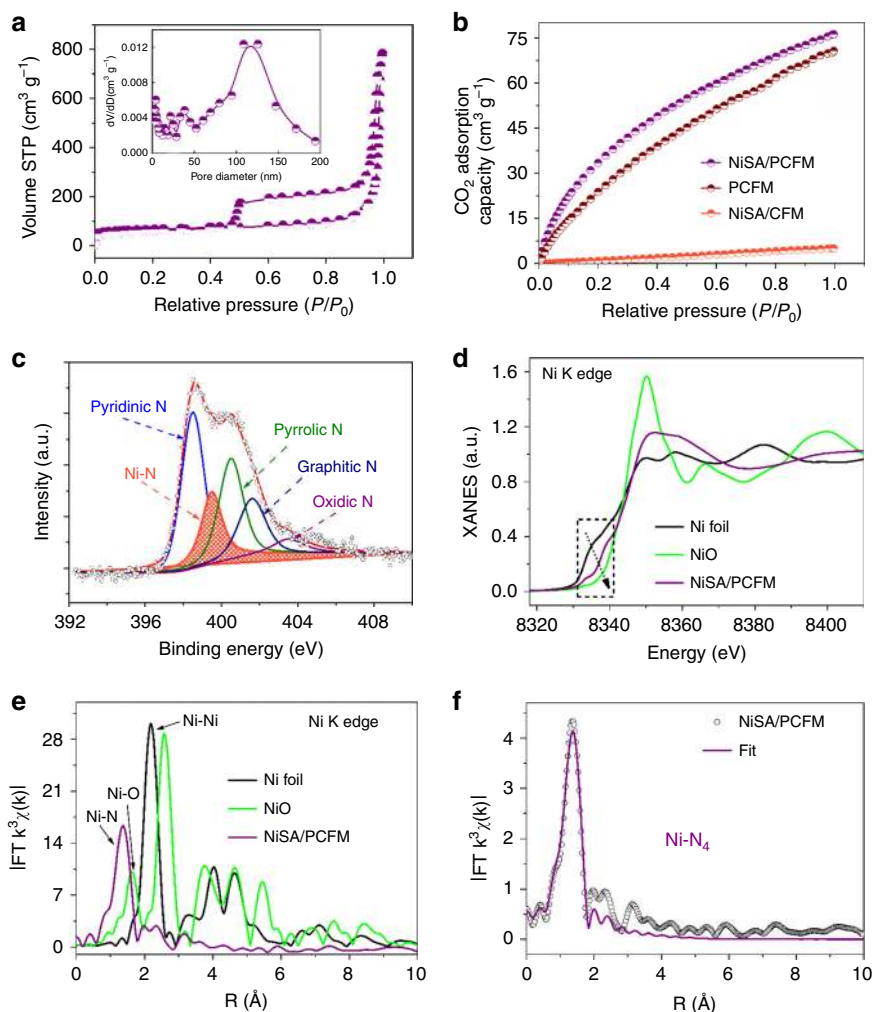 a
800
600
400
200
0
Volume STP (cm³ g⁻¹)
0.012
0.008
0.004
0.000
dV/dD(cm³ g⁻¹)
0 50 100 150 200
Pore diameter (nm)
0.0 0.2 0.4 0.6 0.8 1.0
Relative pressure (P/P₀)
b
75
60
45
30
15
0
CO₂ adsorption
capacity (cm³ g⁻¹)
NiSA/PCFM
PCFM
NiSA/CFM
0.0 0.2 0.4 0.6 0.8 1.0
Relative pressure (P/P₀)
c
Intensity (a.u.)
Pyridinic N
Pyrrolic N
Graphitic N
Ni-N
Oxidic N
392 396 400 404 408
Binding energy (eV)
d
1.6
1.2
0.8
0.4
0.0
XANES (a.u.)
Ni K edge
Ni foil
NiO
NiSA/PCFM
8320 8340 8360 8380 8400
Energy (eV)
e
28
21
14
7
0
|FT k³χ(k)|
Ni-Ni
Ni K edge
Ni-O
Ni-N
Ni foil
NiO
NiSA/PCFM
0 2 4 6 8 10
R (Å)
f
4
3
2
1
0
|FT k³χ(k)|
NiSA/PCFM
Fit
Ni-N₄
0 2 4 6 8 10
R (Å)